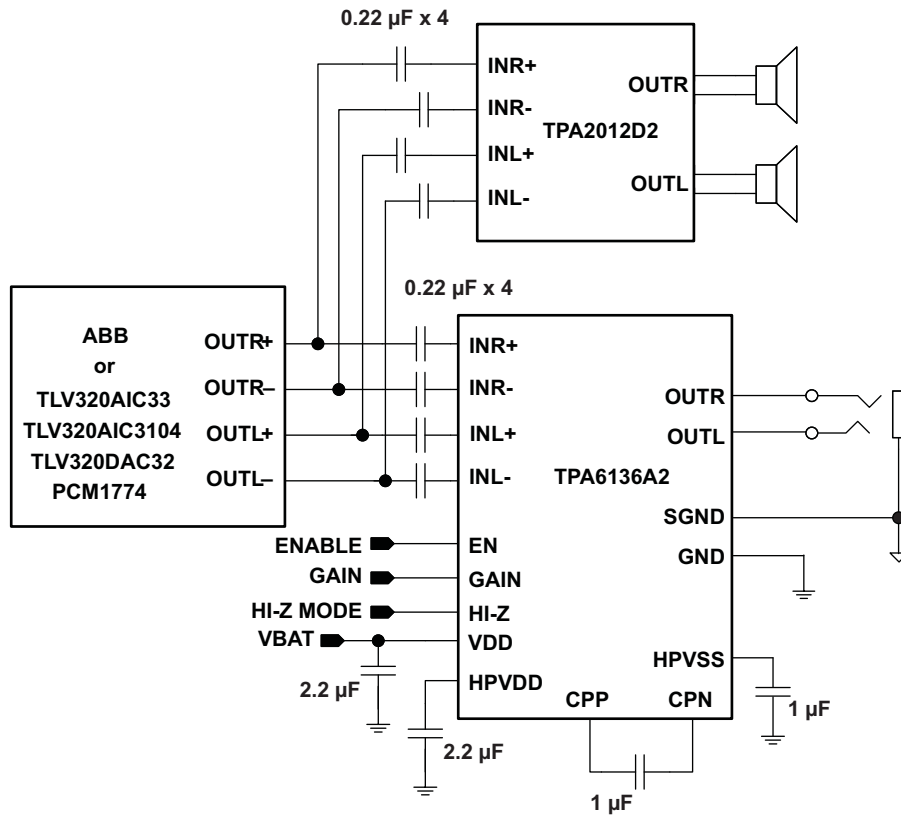 0.22 µF x 4
INR+
INR-
INL+
INL-
OUTR
TPA2012D2
OUTL
0.22 µF x 4
ABB
or
TLV320AIC33
TLV320AIC3104
TLV320DAC32
PCM1774
OUTR+
OUTR–
OUTL+
OUTL–
INR+
INR-
INL+
INL-
OUTR
OUTL
TPA6136A2
SGND
GND
ENABLE
EN
GAIN
GAIN
HI-Z MODE
HI-Z
VBAT
VDD
HPVDD
HPVSS
CPP
CPN
2.2 µF
2.2 µF
1 µF
1 µF